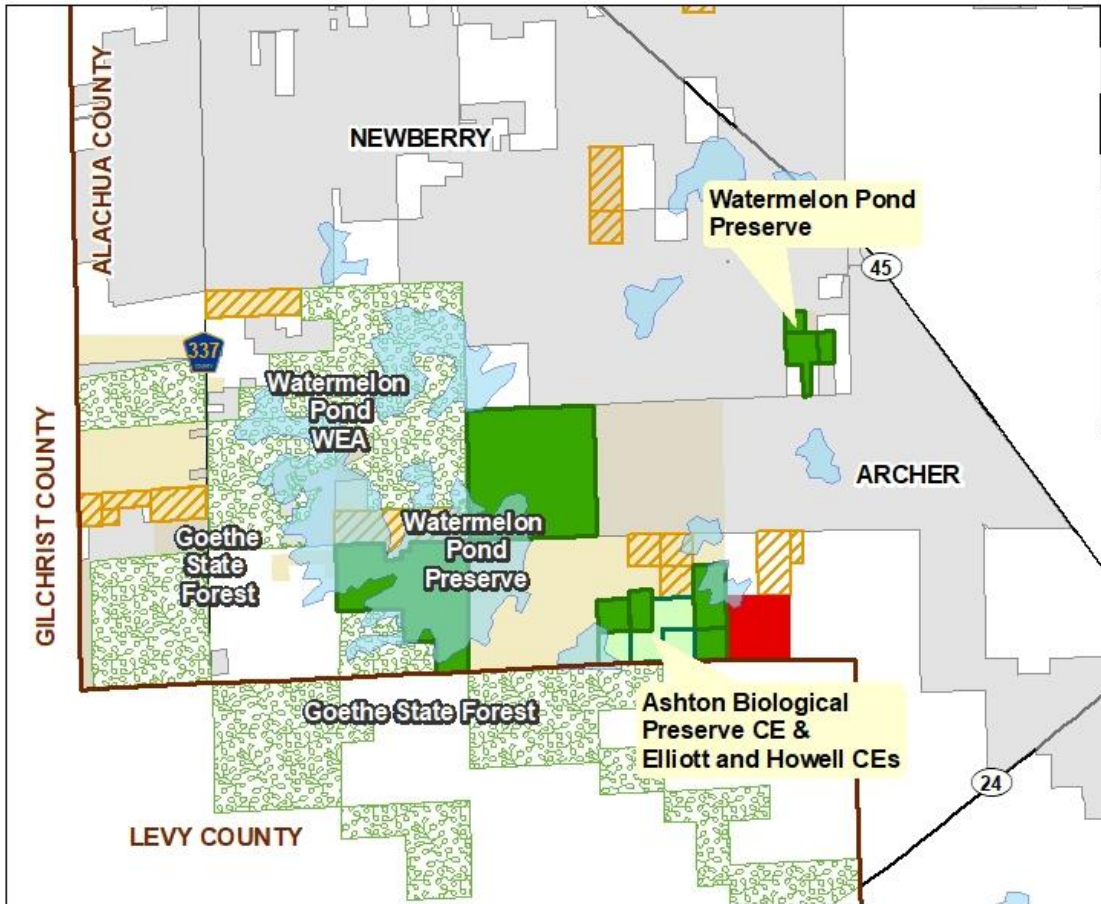 NEWBERRY
ALACHUA COUNTY
Watermelon Pond
Preserve
45
337
Watermelon
Pond
WEA
GILCHRIST COUNTY
ARCHER
Watermelon
Pond
Preserve
Goethe
State
Forest
Goethe State Forest
Ashton Biological
Preserve CE &
Elliott and Howell CEs
24
LEVY COUNTY